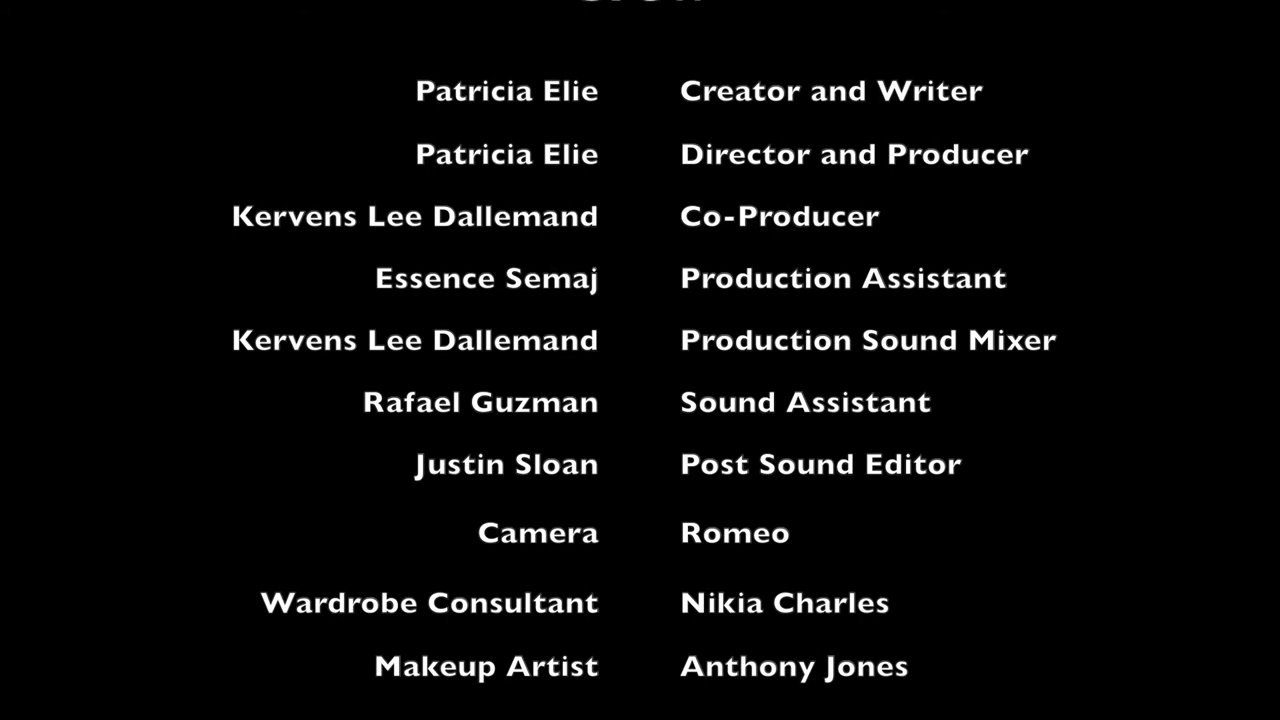 Patricia Elie Creator and Writer
Patricia Elie Director and Producer
Kervens Lee Dallemand Co-Producer
Essence Semaj Production Assistant
Kervens Lee Dallemand Production Sound Mixer
Rafael Guzman Sound Assistant
Justin Sloan Post Sound Editor
Camera Romeo
Wardrobe Consultant Nikia Charles
Makeup Artist Anthony Jones